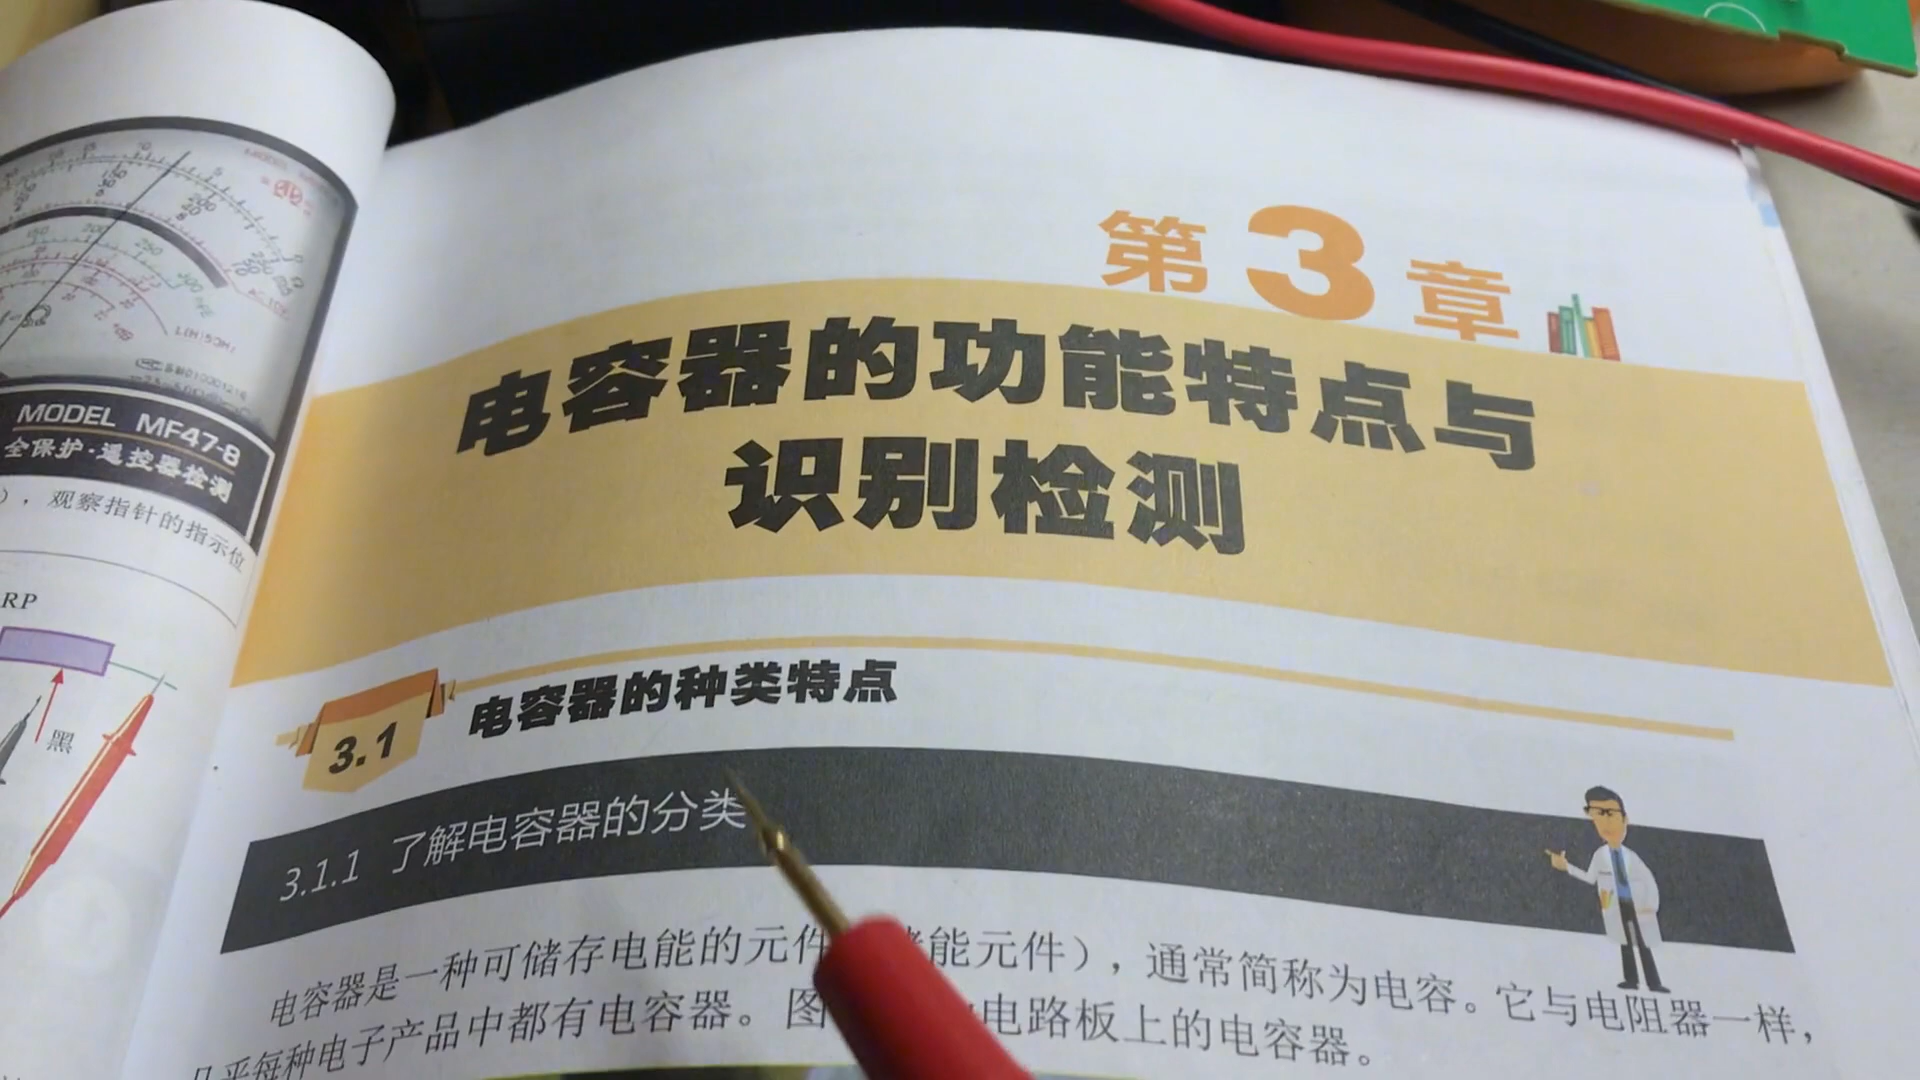 MODEL MF47-8
全保护·遥控器检测
），观察指针的指示位
RP
黑
第3章
电容器的功能特点与
识别检测
3.1 电容器的种类特点
3.1.1 了解电容器的分类
电容器是一种可储存电能的元件 储能元件），通常简称为电容。它与电阻器一样，
几乎每种电子产品中都有电容器。图 电路板上的电容器。